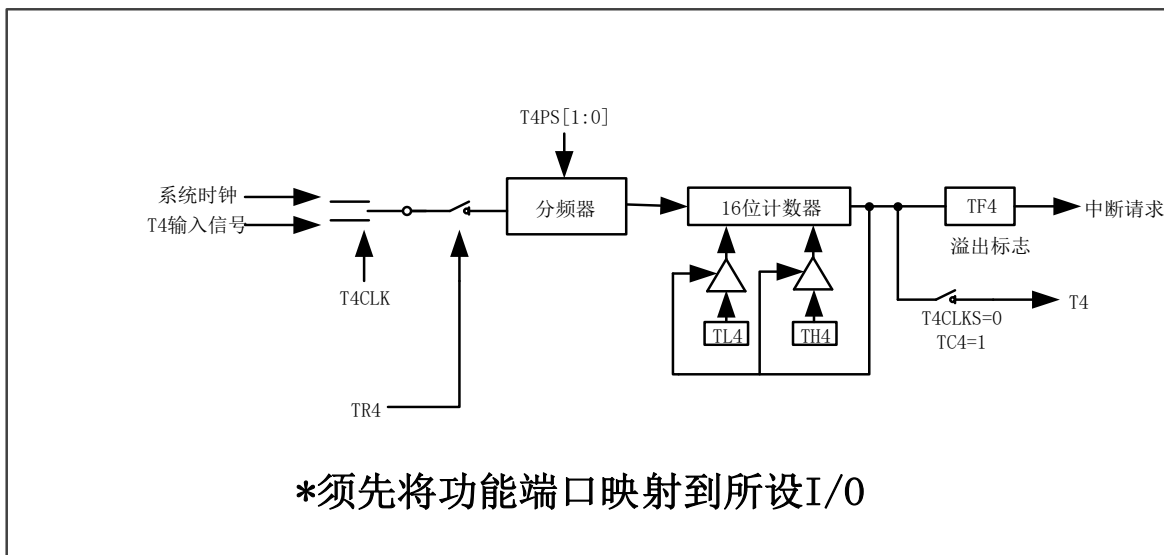 T4PS[1:0]
系统时钟
T4输入信号
分频器
16位计数器
TF4
中断请求
溢出标志
T4CLK
TL4
TH4
T4
T4CLKS=0
TC4=1
TR4
*须先将功能端口映射到所设I/O